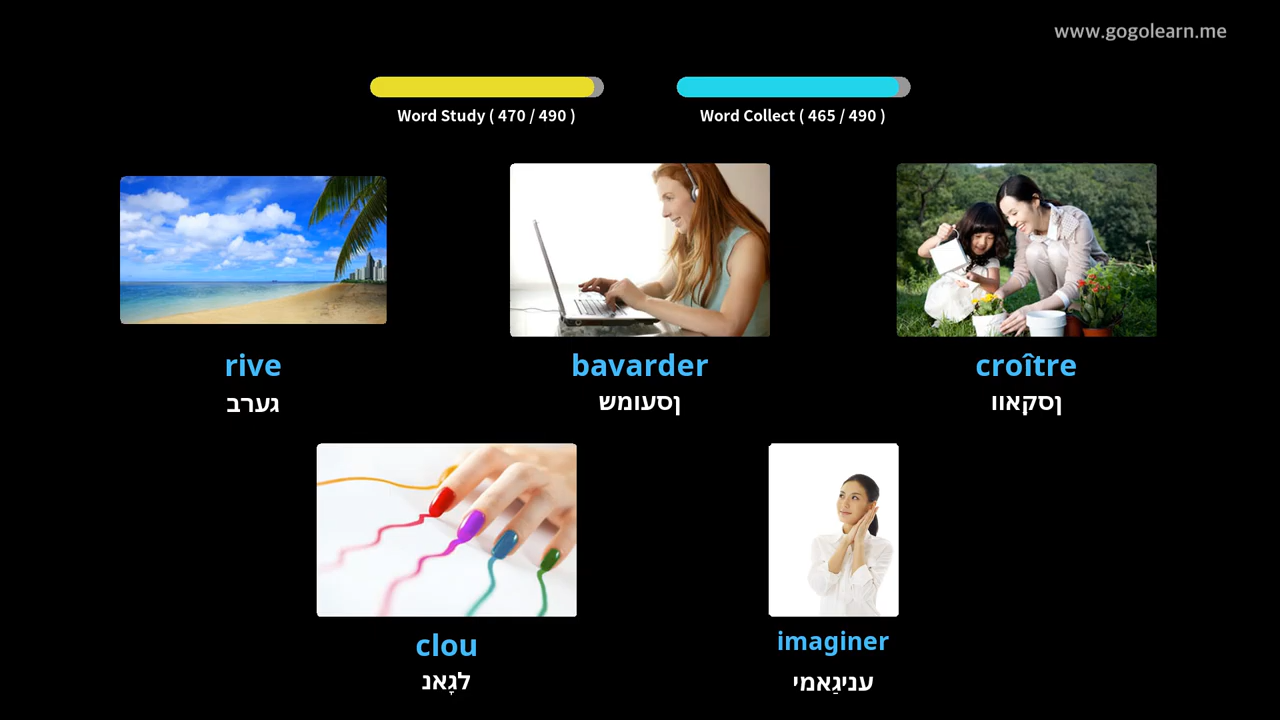 www.gogolearn.me
Word Study ( 470 / 490 )
Word Collect ( 465 / 490 )
rive
גערב
bavarder
ןסעומש
croître
ןסקאוו
clou
לגָאנ
imaginer
עניגַאמי